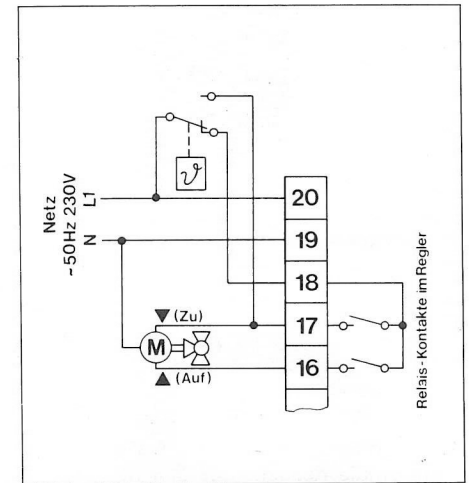 ϑ
Netz
~50Hz 230V
L1
N
20
19
18
17
16
▼ (Zu)
M
▲ (Auf)
Relais-Kontakte im Regler